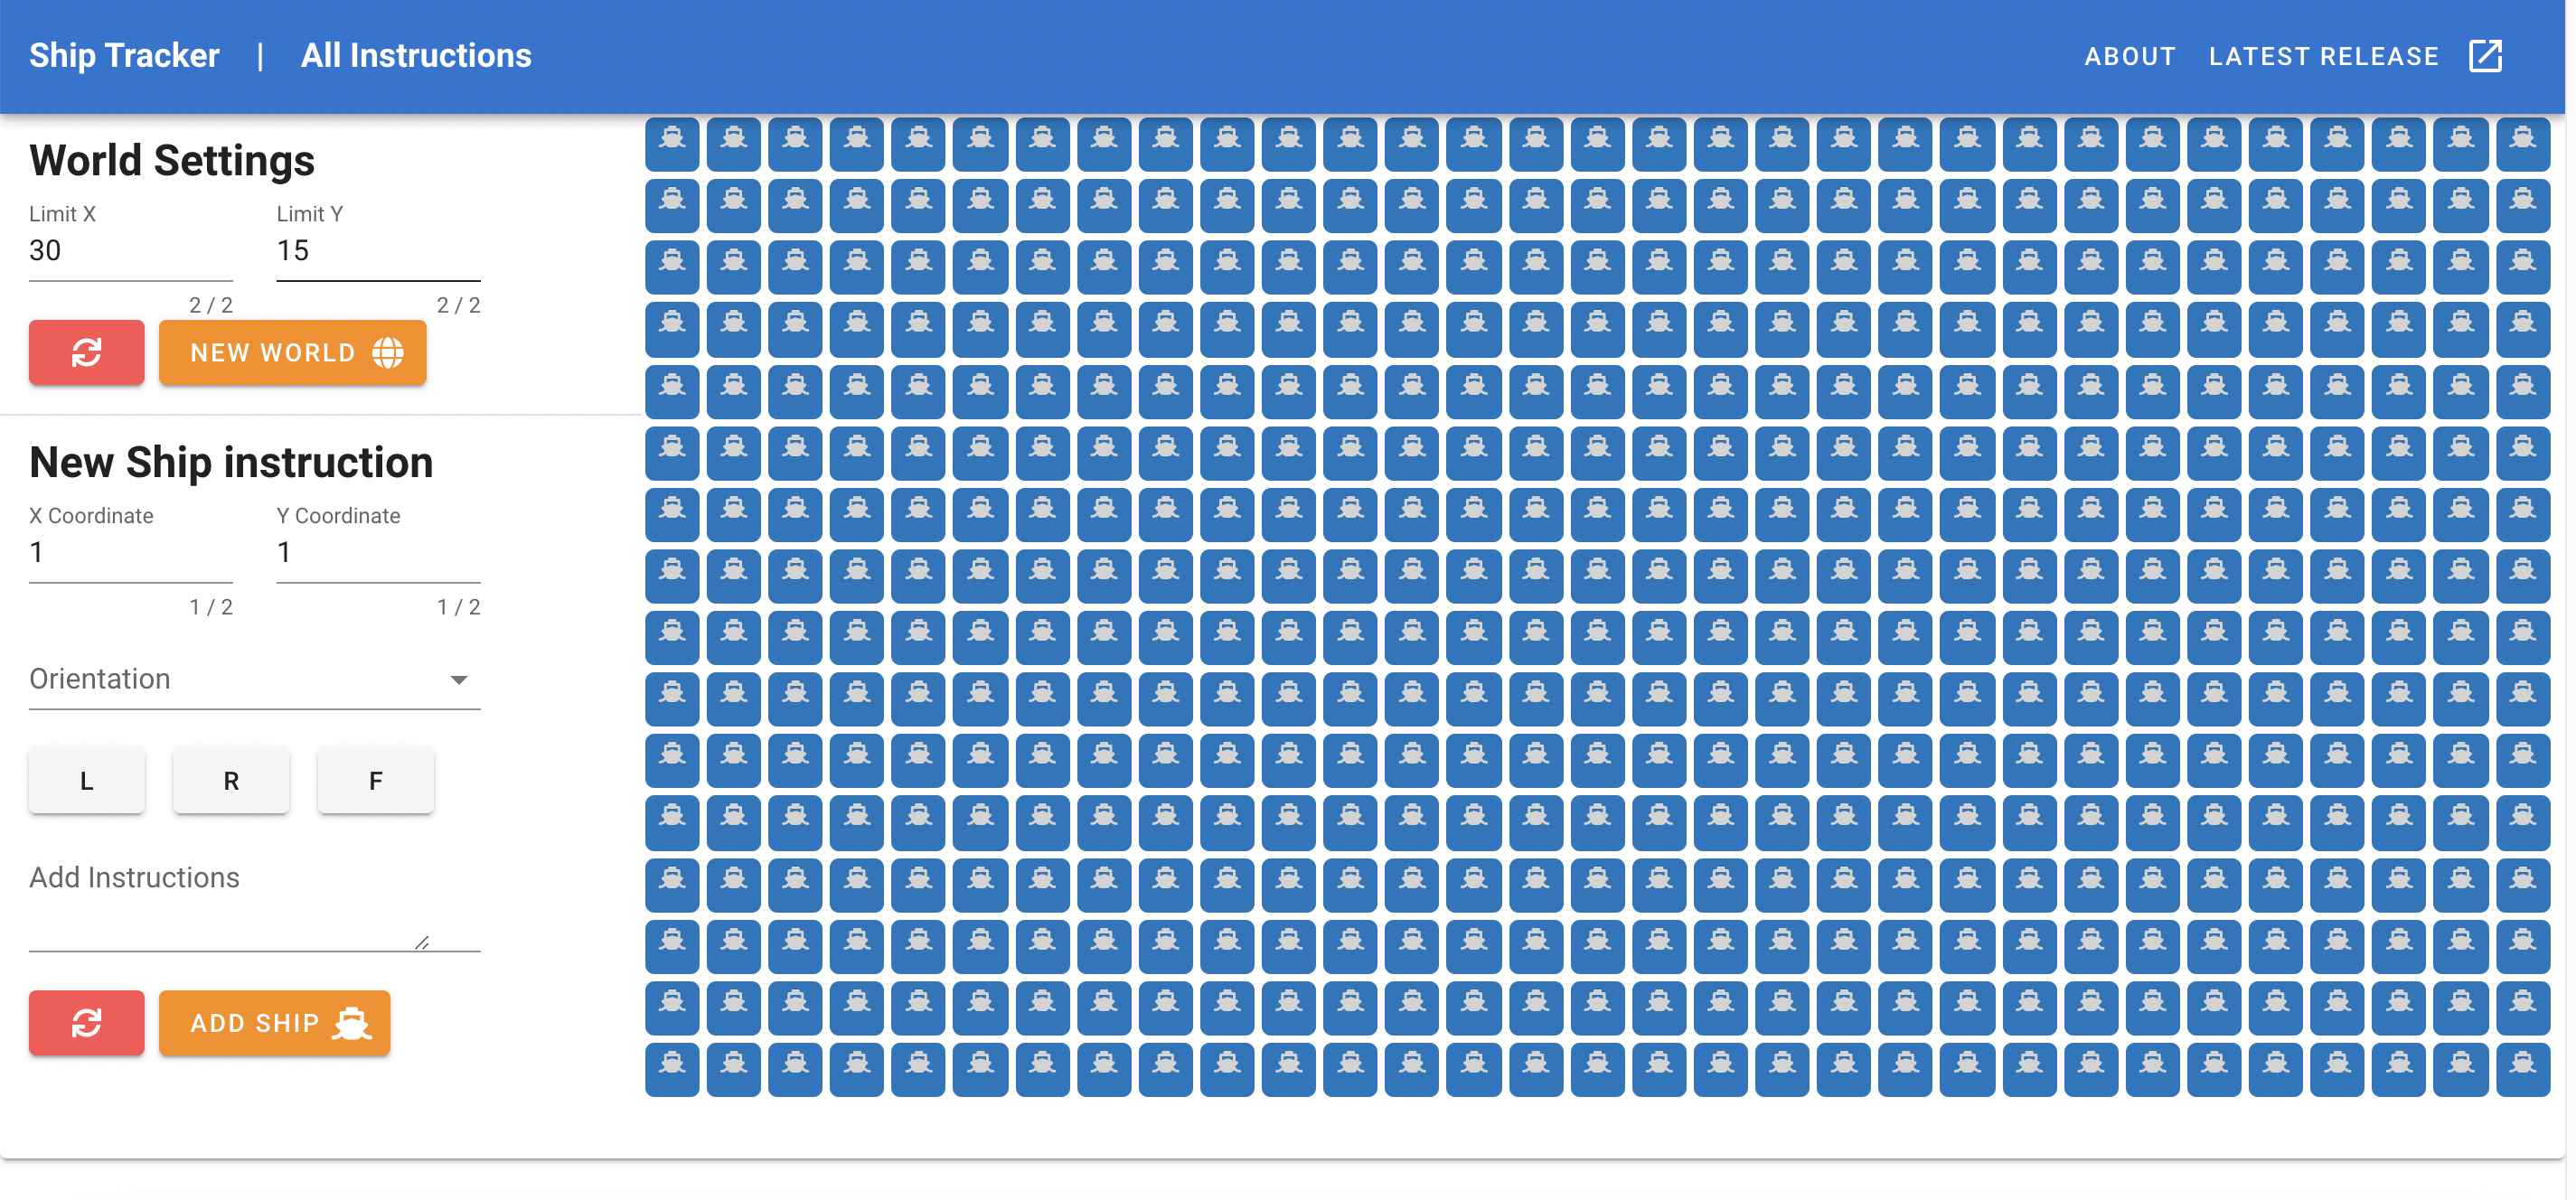 Ship Tracker | All Instructions
ABOUT LATEST RELEASE
World Settings
Limit X Limit Y
30 15
2 / 2 2 / 2
NEW WORLD
New Ship instruction
X Coordinate Y Coordinate
1 1
1 / 2 1 / 2
Orientation
L R F
Add Instructions
ADD SHIP